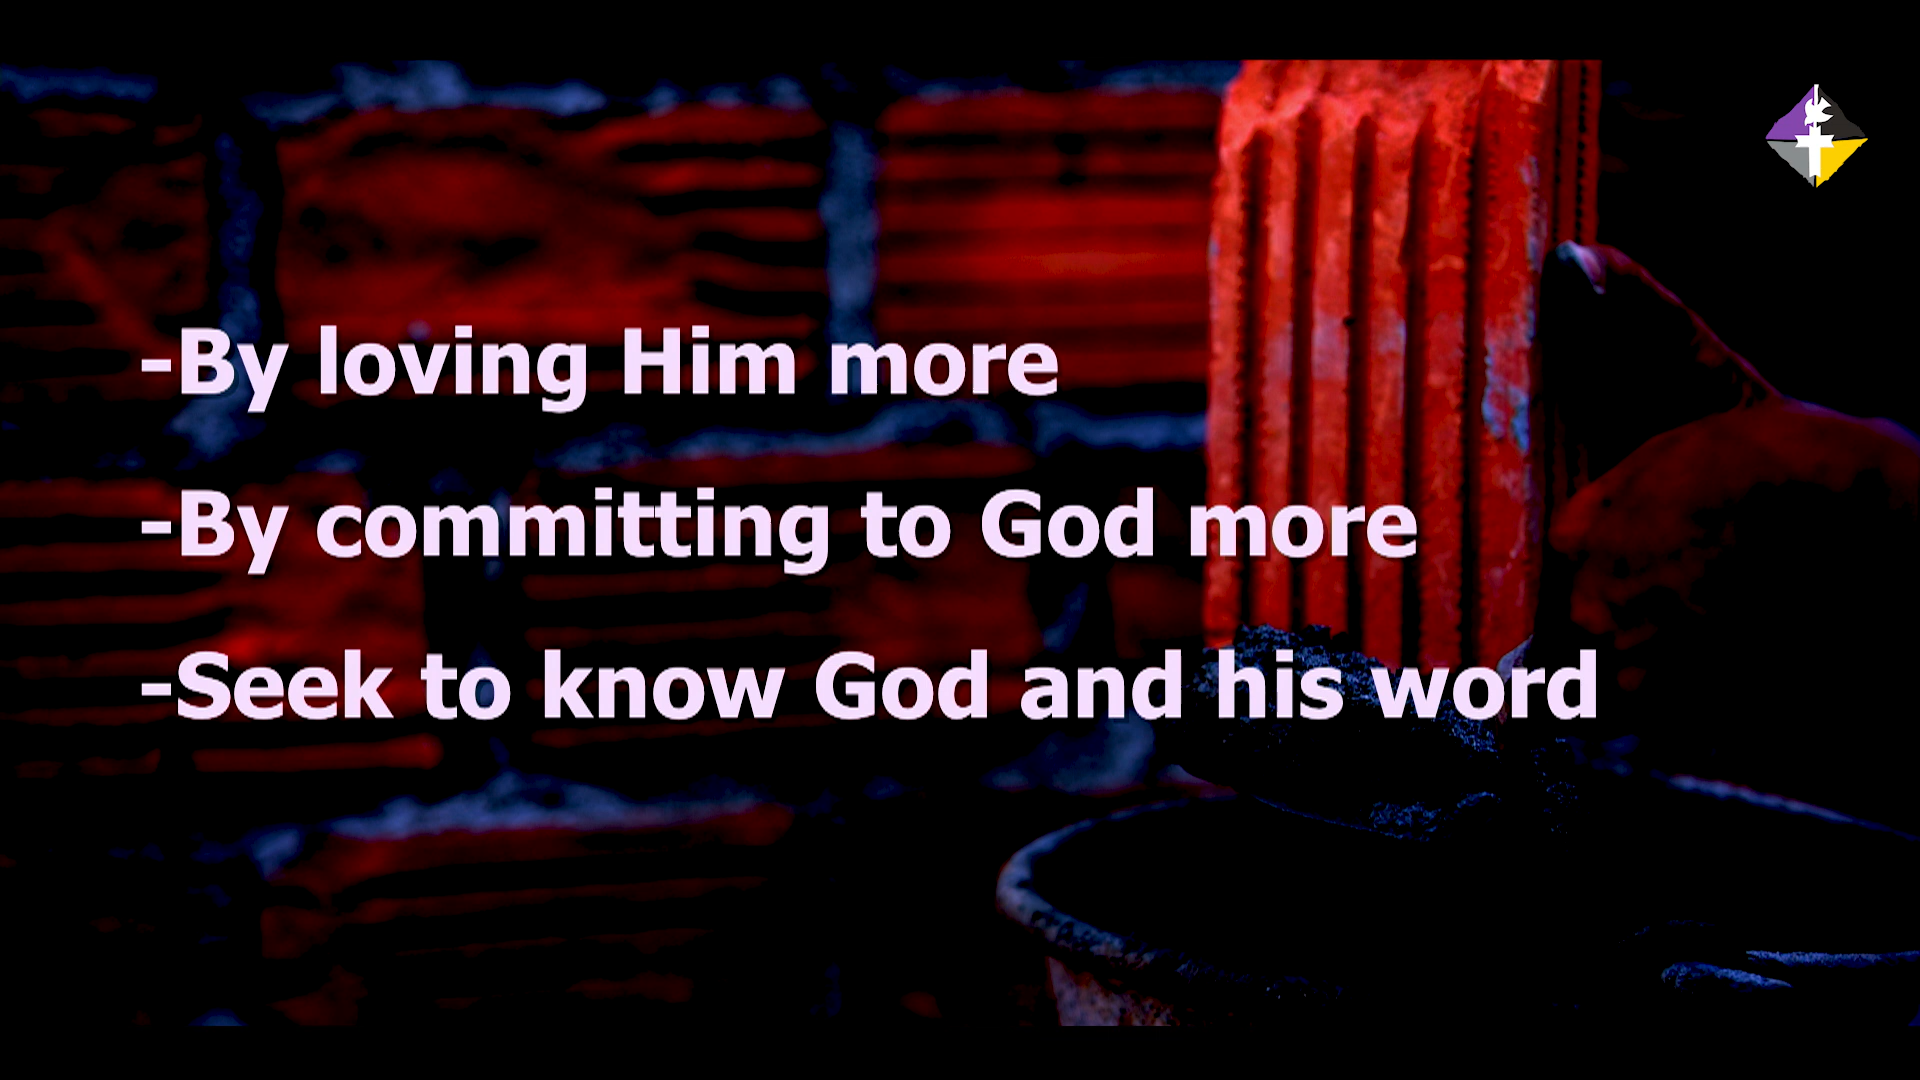 -By loving Him more
-By committing to God more
-Seek to know God and his word